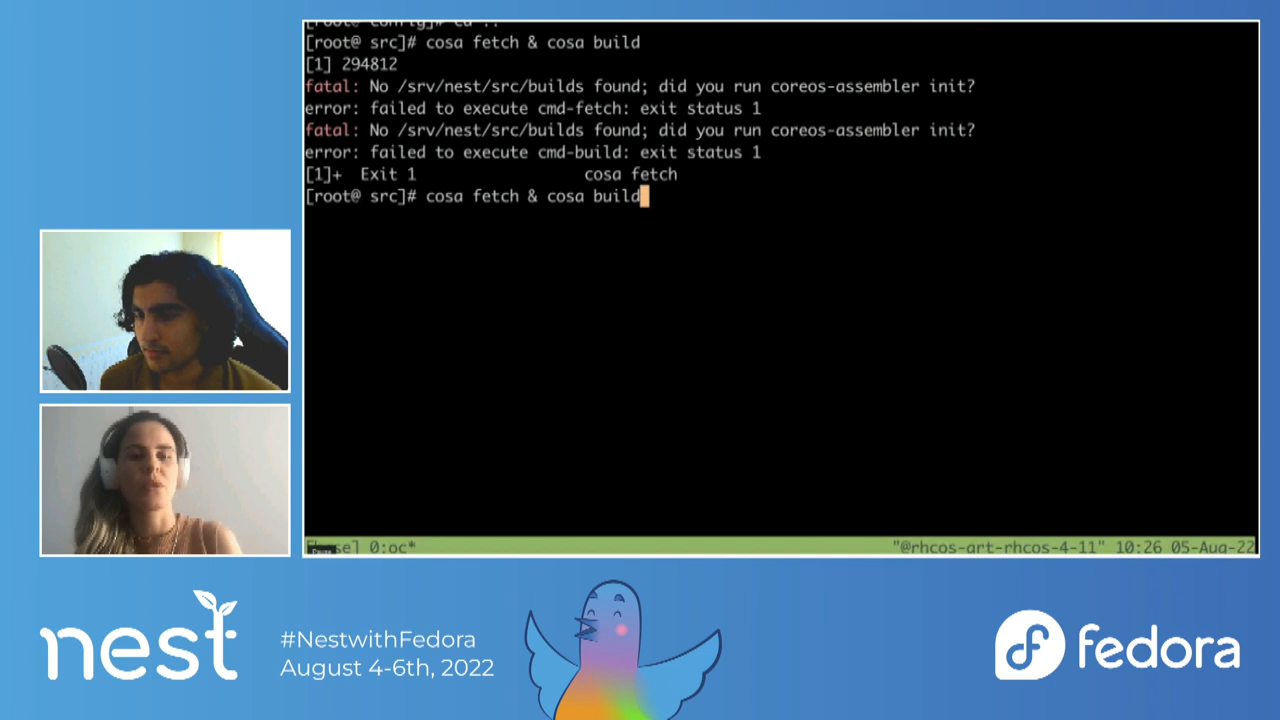 [root@ config]# cd ..
[root@ src]# cosa fetch & cosa build
[1] 294812
fatal: No /srv/nest/src/builds found; did you run coreos-assembler init?
error: failed to execute cmd-fetch: exit status 1
fatal: No /srv/nest/src/builds found; did you run coreos-assembler init?
error: failed to execute cmd-build: exit status 1
[1]+  Exit 1                  cosa fetch
[root@ src]# cosa fetch & cosa build
0:oc* "@rhcos-art-rhcos-4-11" 10:26 05-Aug-22
Pause
nest
#NestwithFedora
August 4-6th, 2022
fedora